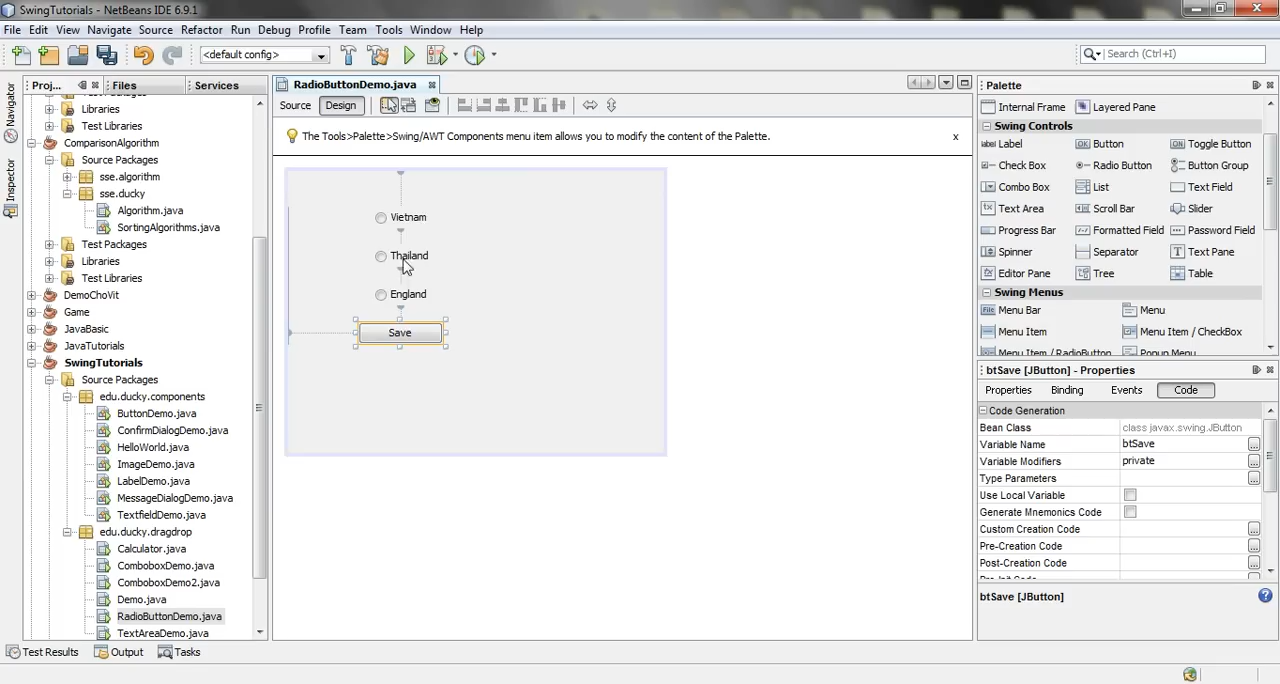 SwingTutorials - NetBeans IDE 6.9.1
File Edit View Navigate Source Refactor Run Debug Profile Team Tools Window Help
<default config>
Search (Ctrl+I)
Proj...
Files
Services
Navigator
Inspector
Libraries
Test Libraries
ComparisonAlgorithm
Source Packages
sse.algorithm
sse.ducky
Algorithm.java
SortingAlgorithms.java
Test Packages
Libraries
Test Libraries
DemoChoVit
Game
JavaBasic
JavaTutorials
SwingTutorials
Source Packages
edu.ducky.components
ButtonDemo.java
ConfirmDialogDemo.java
HelloWorld.java
ImageDemo.java
LabelDemo.java
MessageDialogDemo.java
TextfieldDemo.java
edu.ducky.dragdrop
Calculator.java
ComboboxDemo.java
ComboboxDemo2.java
Demo.java
RadioButtonDemo.java
TextAreaDemo.java
RadioButtonDemo.java
Source Design
The Tools>Palette>Swing/AWT Components menu item allows you to modify the content of the Palette.
x
Vietnam
Thailand
England
Save
Palette
Internal Frame Layered Pane
Swing Controls
label Label OK Button ON Toggle Button
Check Box Radio Button Button Group
Combo Box List Text Field
Text Area Scroll Bar Slider
Progress Bar Formatted Field Password Field
Spinner Separator Text Pane
Editor Pane Tree Table
Swing Menus
Menu Bar Menu
Menu Item Menu Item / CheckBox
Menu Item / RadioButton Popup Menu
btSave [JButton] - Properties
Properties Binding Events Code
Code Generation
Bean Class class javax.swing.JButton
Variable Name btSave
Variable Modifiers private
Type Parameters
Use Local Variable
Generate Mnemonics Code
Custom Creation Code
Pre-Creation Code
Post-Creation Code
btSave [JButton]
Test Results Output Tasks